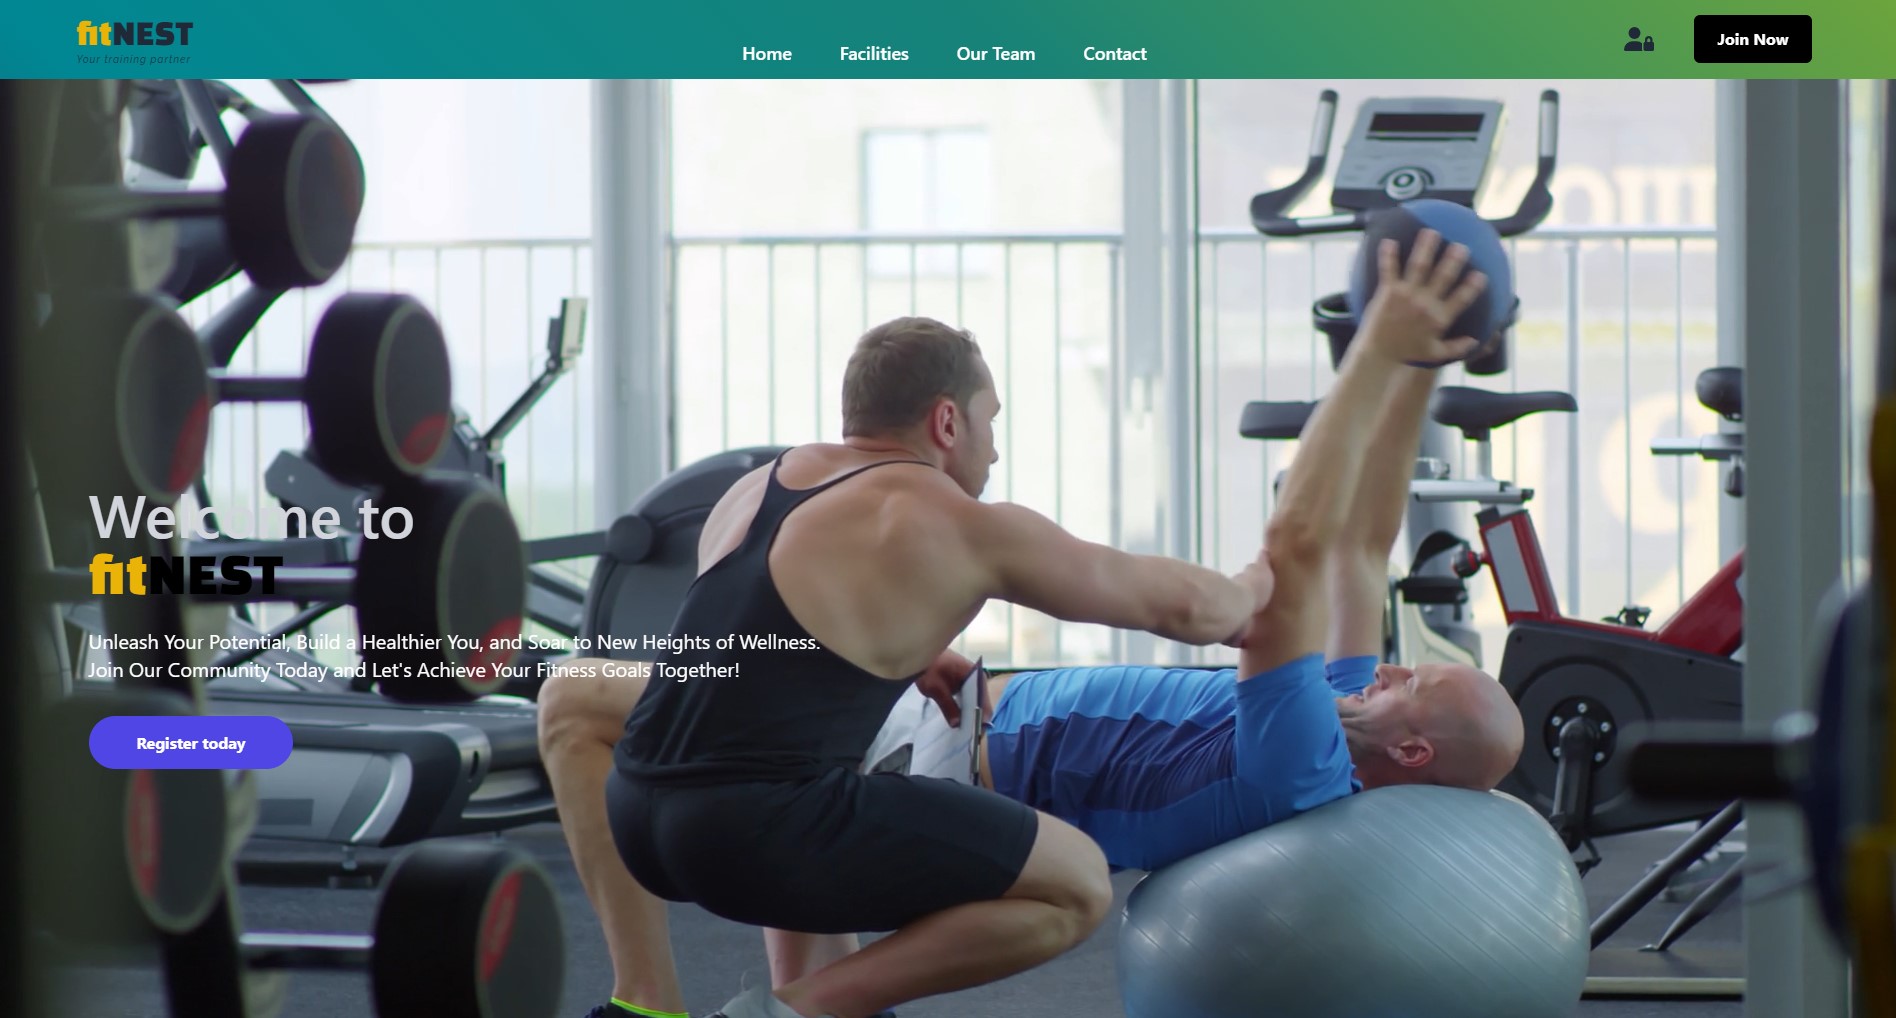 fitNEST
Your training partner
Home
Facilities
Our Team
Contact
Join Now
Welcome to
fitNEST
Unleash Your Potential, Build a Healthier You, and Soar to New Heights of Wellness.
Join Our Community Today and Let's Achieve Your Fitness Goals Together!
Register today